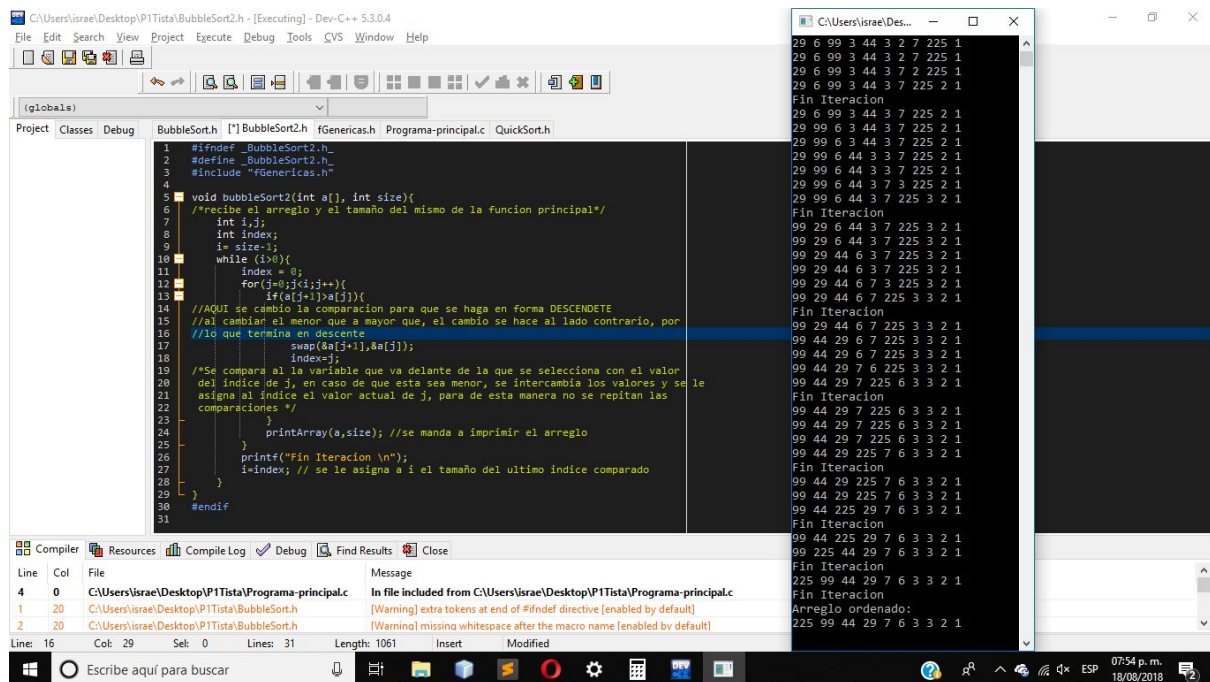 C:\Users\israe\Desktop\P1Tista\BubbleSort2.h - [Executing] - Dev-C++ 5.3.0.4
File Edit Search View Project Execute Debug Tools CVS Window Help
(globals)
Project Classes Debug
BubbleSort.h [*] BubbleSort2.h fGenericas.h Programa-principal.c QuickSort.h
1 #ifndef _BubbleSort2.h_
2 #define _BubbleSort2.h_
3 #include "fGenericas.h"
4
5 void bubbleSort2(int a[], int size){
6 /*recibe el arreglo y el tamaño del mismo de la funcion principal*/
7 int i,j;
8 int index;
9 i= size-1;
10 while (i>0){
11 index = 0;
12 for(j=0;j<i;j++){
13 if(a[j+1]>a[j]){
14 //AQUI se cambio la comparacion para que se haga en forma DESCENDETE
15 //al cambiar el menor que a mayor que, el cambio se hace al lado contrario, por
16 //lo que termina en descente
17 swap(&a[j+1],&a[j]);
18 index=j;
19 /*Se compara al la variable que va delante de la que se selecciona con el valor
20 del indice de j, en caso de que esta sea menor, se intercambia los valores y se le
21 asigna al indice el valor actual de j, para de esta manera no se repitan las
22 comparaciones */
23 }
24 printArray(a,size); //se manda a imprimir el arreglo
25 }
26 printf("Fin Iteracion \n");
27 i=index; // se le asigna a i el tamaño del ultimo indice comparado
28 }
29 }
30 #endif
31
Compiler Resources Compile Log Debug Find Results Close
Line Col File Message
4 0 C:\Users\israe\Desktop\P1Tista\Programa-principal.c In file included from C:\Users\israe\Desktop\P1Tista\Programa-principal.c
1 20 C:\Users\israe\Desktop\P1Tista\BubbleSort.h [Warning] extra tokens at end of #ifndef directive [enabled by default]
2 20 C:\Users\israe\Desktop\P1Tista\BubbleSort.h [Warning] missing whitespace after the macro name [enabled by default]
Line: 16 Col: 29 Sel: 0 Lines: 31 Length: 1061 Insert Modified
C:\Users\israe\Des...
29 6 99 3 44 3 2 7 225 1
29 6 99 3 44 3 2 7 225 1
29 6 99 3 44 3 7 2 225 1
29 6 99 3 44 3 7 225 2 1
Fin Iteracion
29 6 99 3 44 3 7 225 2 1
29 99 6 3 44 3 7 225 2 1
29 99 6 3 44 3 7 225 2 1
29 99 6 44 3 3 7 225 2 1
29 99 6 44 3 3 7 225 2 1
29 99 6 44 3 7 3 225 2 1
29 99 6 44 3 7 225 3 2 1
Fin Iteracion
99 29 6 44 3 7 225 3 2 1
99 29 6 44 3 7 225 3 2 1
99 29 44 6 3 7 225 3 2 1
99 29 44 6 3 7 225 3 2 1
99 29 44 6 7 3 225 3 2 1
99 29 44 6 7 225 3 3 2 1
Fin Iteracion
99 29 44 6 7 225 3 3 2 1
99 44 29 6 7 225 3 3 2 1
99 44 29 6 7 225 3 3 2 1
99 44 29 7 6 225 3 3 2 1
99 44 29 7 225 6 3 3 2 1
Fin Iteracion
99 44 29 7 225 6 3 3 2 1
99 44 29 7 225 6 3 3 2 1
99 44 29 7 225 6 3 3 2 1
99 44 29 225 7 6 3 3 2 1
Fin Iteracion
99 44 29 225 7 6 3 3 2 1
99 44 29 225 7 6 3 3 2 1
99 44 225 29 7 6 3 3 2 1
Fin Iteracion
99 44 225 29 7 6 3 3 2 1
99 225 44 29 7 6 3 3 2 1
Fin Iteracion
225 99 44 29 7 6 3 3 2 1
Fin Iteracion
Arreglo ordenado:
225 99 44 29 7 6 3 3 2 1
Escribe aquí para buscar
DEV
ESP
07:54 p. m.
18/08/2018